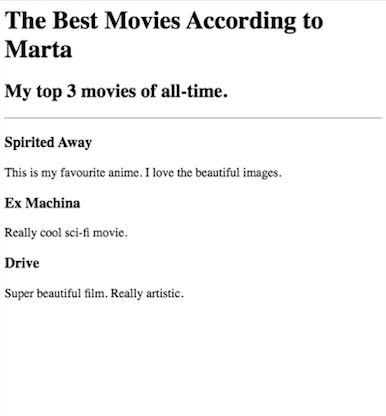 The Best Movies According to
Marta
My top 3 movies of all-time.
Spirited Away
This is my favourite anime. I love the beautiful images.
Ex Machina
Really cool sci-fi movie.
Drive
Super beautiful film. Really artistic.